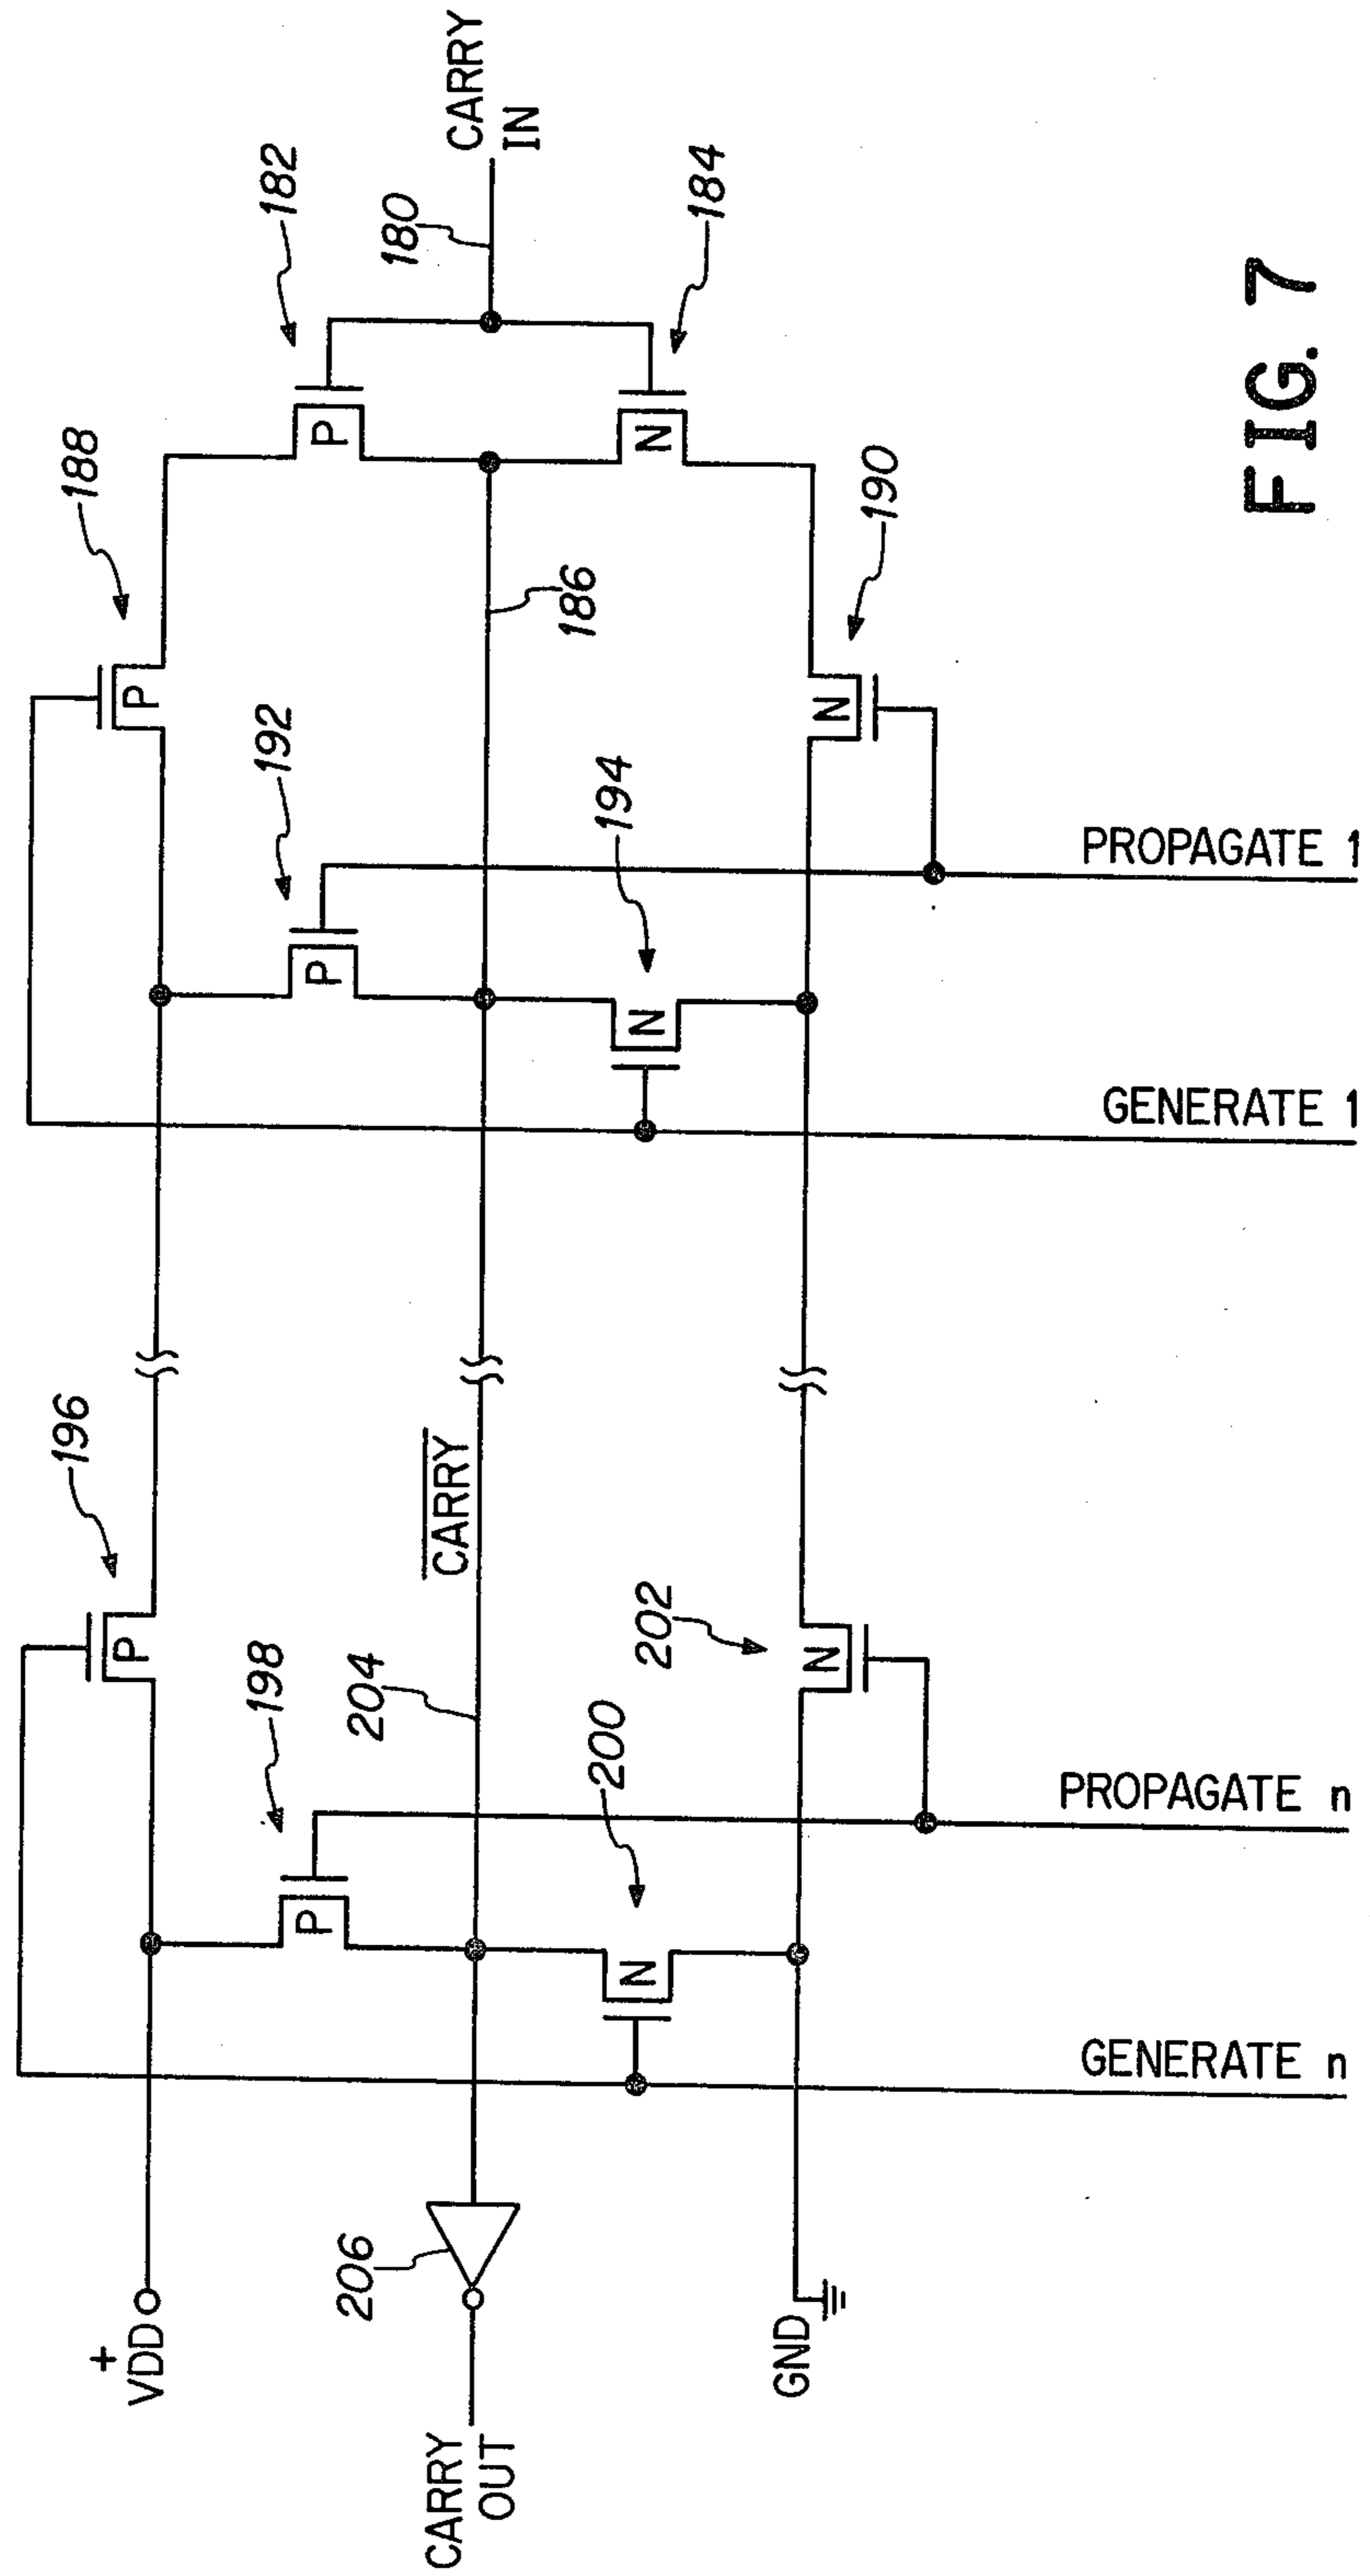 CARRY
IN
180
182
184
188
186
190
192
194
PROPAGATE 1
GENERATE 1
196
CARRY
198
204
202
200
PROPAGATE n
GENERATE n
206
+
VDD
CARRY
OUT
GND
P
P
N
P
N
N
P
P
N
N
FIG. 7